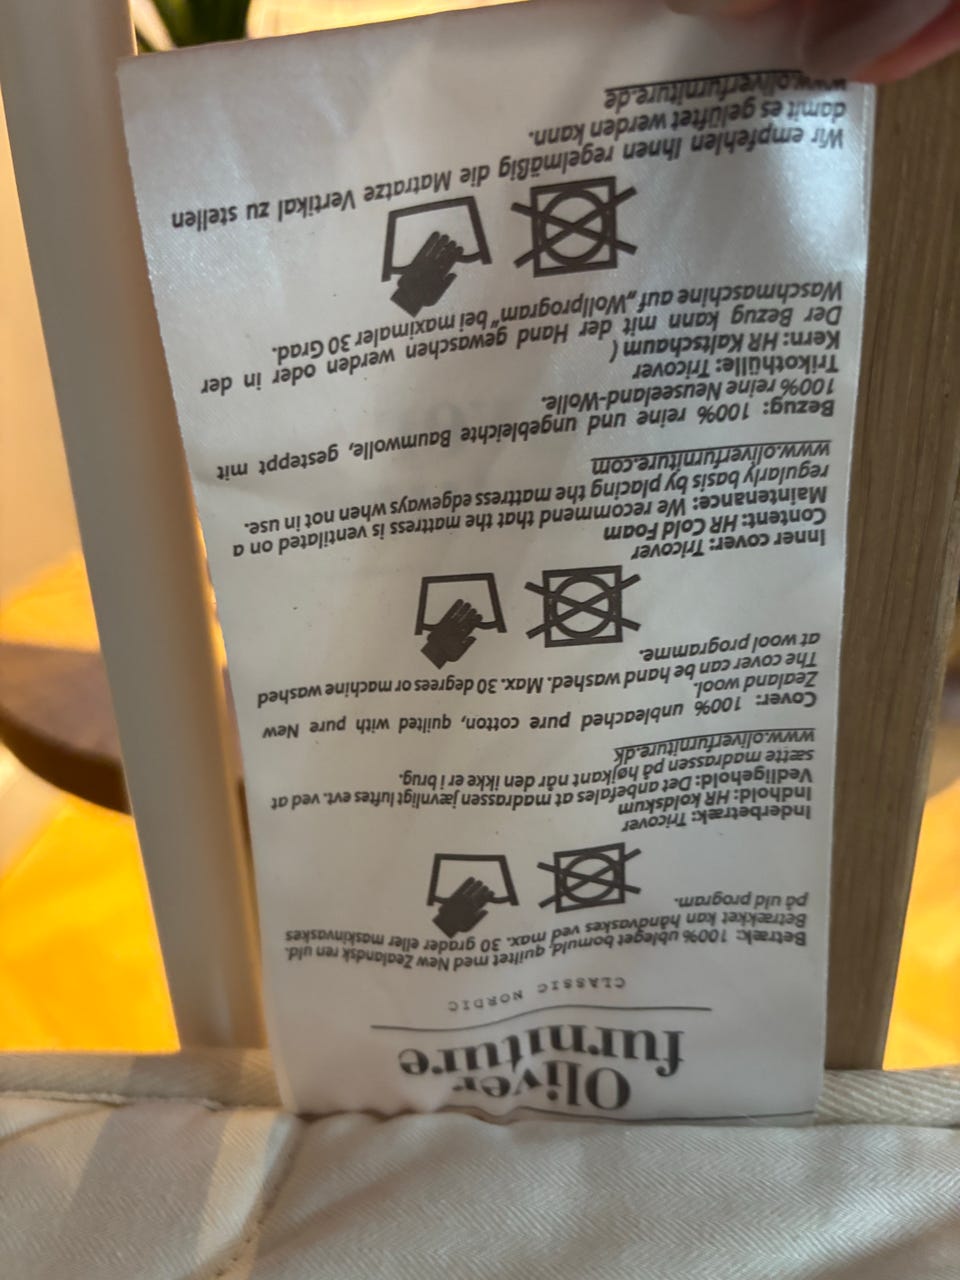 Oliver
furniture
CLASSIC NORDIC
Betræk: 100% ubleget bomuld, quiltet med New Zealandsk ren uld.
Betrækket kan håndvaskes ved max. 30 grader eller maskinvaskes
på uld program.
Inderbetræk: Tricover
Indhold: HR koldskum
Vedligehold: Det anbefales at madrassen jævnligt luftes evt. ved at
sætte madrassen på højkant når den ikke er i brug.
www.oliverfurniture.dk
Cover: 100% unbleached pure cotton, quilted with pure New
Zealand wool.
The cover can be hand washed. Max. 30 degrees or machine washed
at wool programme.
Inner cover: Tricover
Content: HR Cold Foam
Maintenance: We recommend that the mattress is ventilated on a
regularly basis by placing the mattress edgeways when not in use.
www.oliverfurniture.com
Bezug: 100% reine und ungebleichte Baumwolle, gesteppt mit
100% reine Neuseeland-Wolle.
Trikothülle: Tricover
Kern: HR Kaltschaum (
Der Bezug kann mit der Hand gewaschen werden oder in der
Waschmaschine auf „Wollprogram" bei maximaler 30 Grad.
Wir empfehlen Ihnen regelmäßig die Matratze Vertikal zu stellen
damit es gelüftet werden kann.
www.oliverfurniture.de